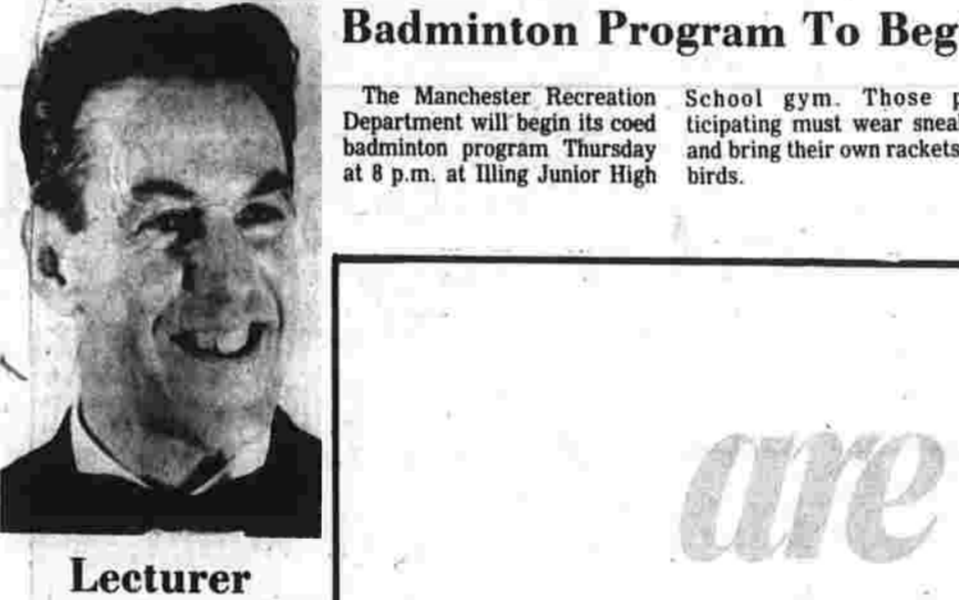 Badminton Program To Beg
The Manchester Recreation
Department will begin its coed
badminton program Thursday
at 8 p.m. at Illing Junior High
School gym. Those p
ticipating must wear sneak
and bring their own rackets
birds.
are
Lecturer